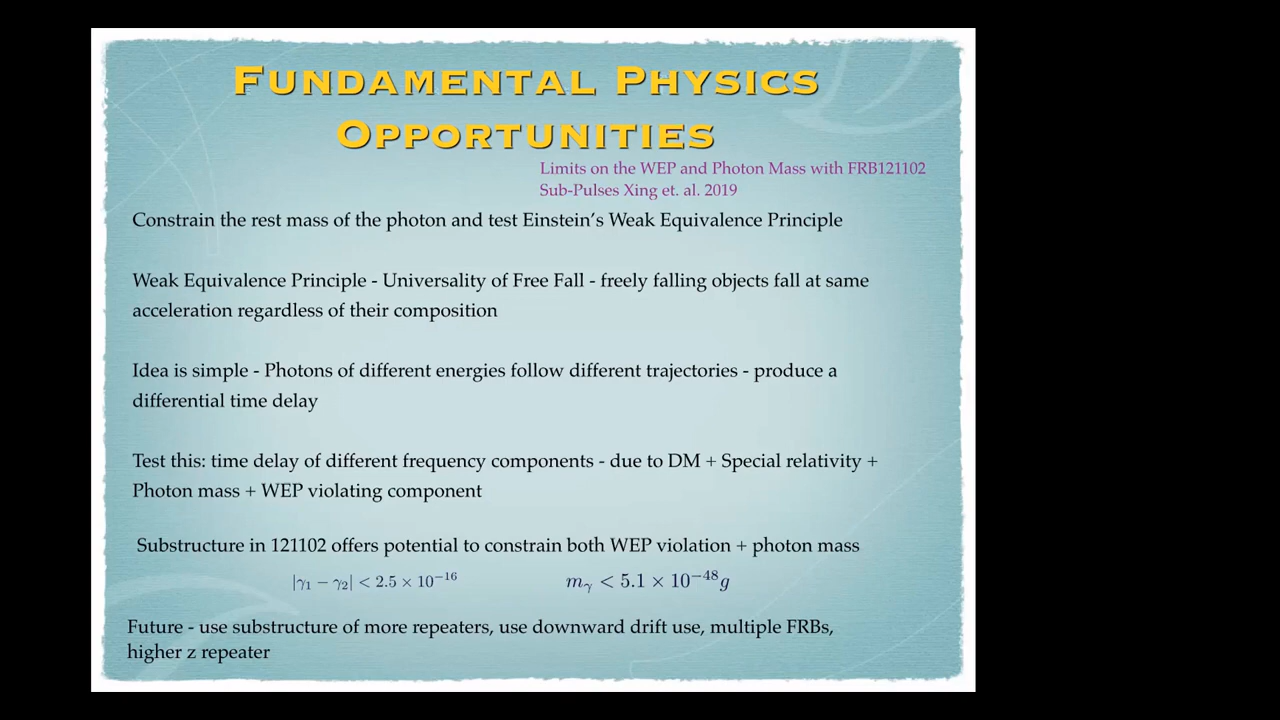 Fundamental Physics
Opportunities
Limits on the WEP and Photon Mass with FRB121102
Sub-Pulses Xing et. al. 2019
Constrain the rest mass of the photon and test Einstein's Weak Equivalence Principle
Weak Equivalence Principle - Universality of Free Fall - freely falling objects fall at same
acceleration regardless of their composition
Idea is simple - Photons of different energies follow different trajectories - produce a
differential time delay
Test this: time delay of different frequency components - due to DM + Special relativity +
Photon mass + WEP violating component
Substructure in 121102 offers potential to constrain both WEP violation + photon mass
|γ₁ − γ₂| < 2.5 × 10⁻¹⁶ m_γ < 5.1 × 10⁻⁴⁸g
Future - use substructure of more repeaters, use downward drift use, multiple FRBs,
higher z repeater